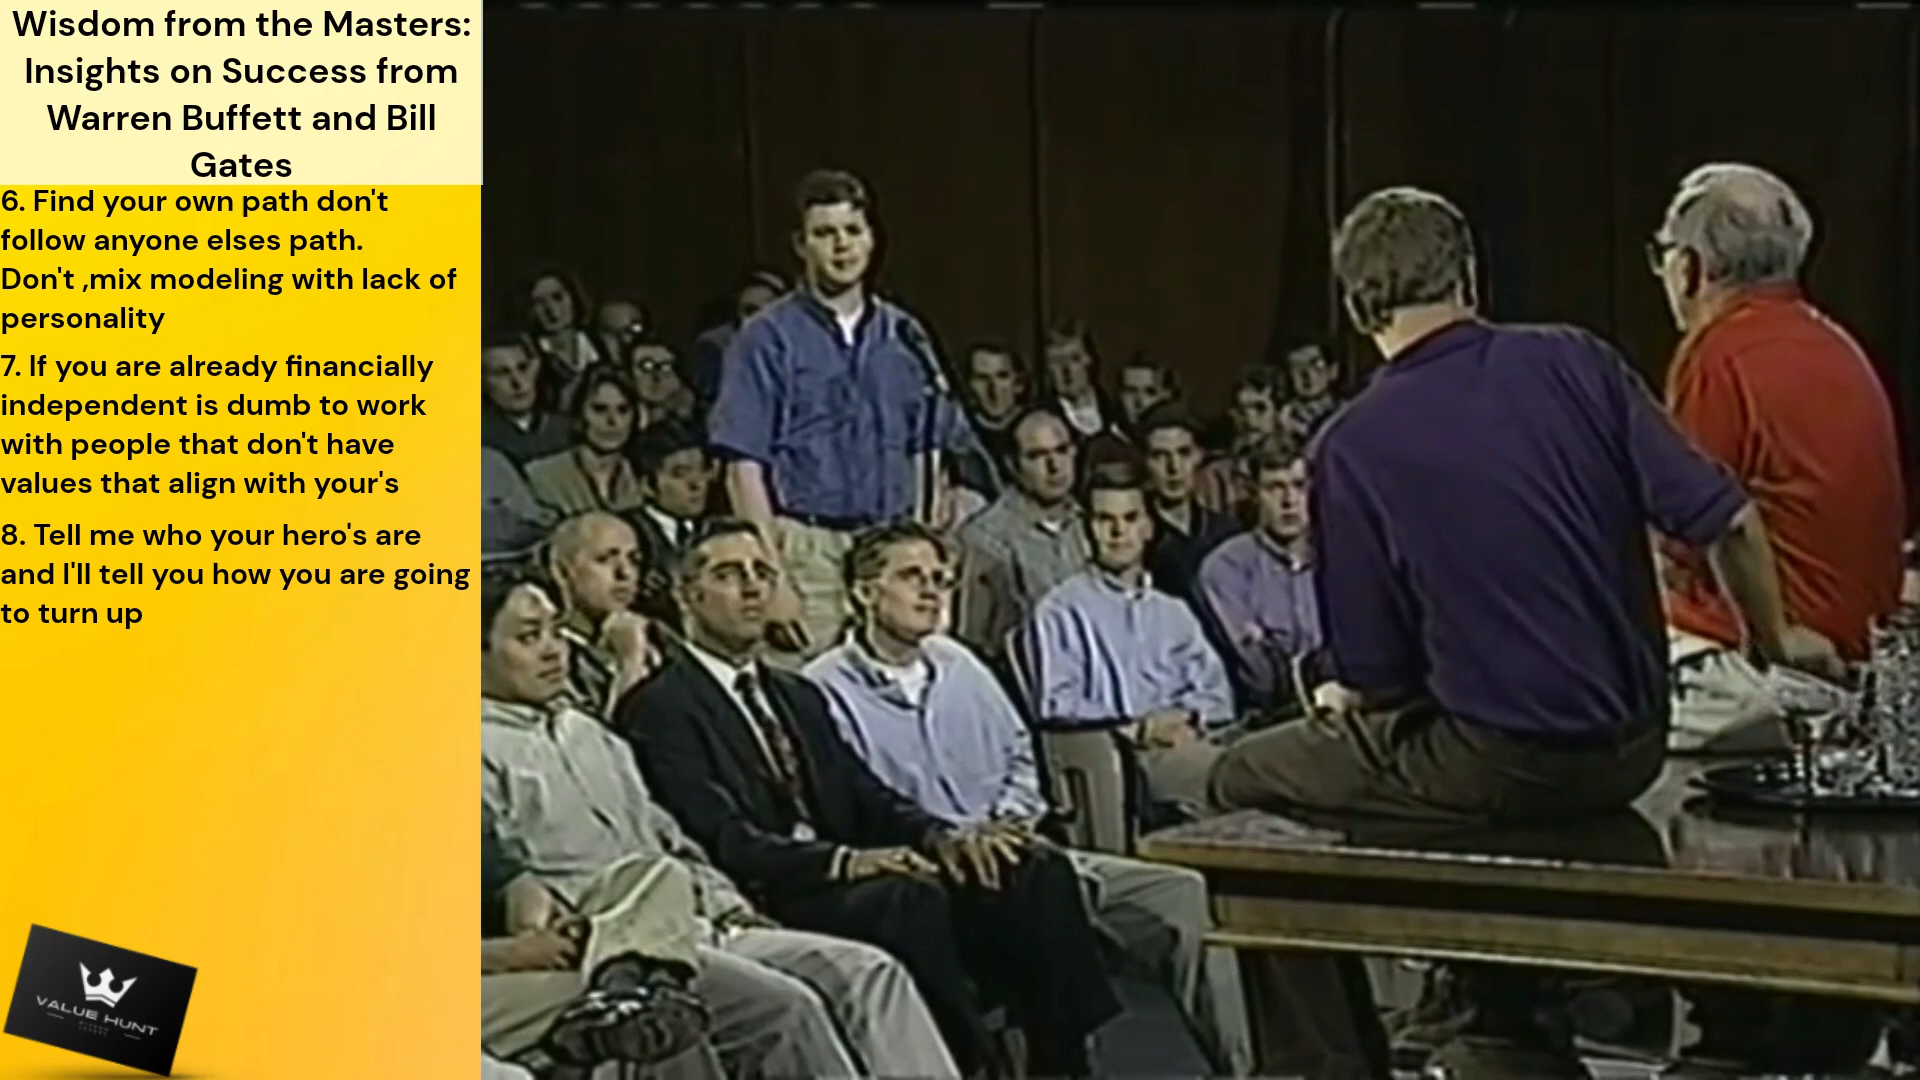 Wisdom from the Masters:
Insights on Success from
Warren Buffett and Bill
Gates
6. Find your own path don't
follow anyone elses path.
Don't ,mix modeling with lack of
personality
7. If you are already financially
independent is dumb to work
with people that don't have
values that align with your's
8. Tell me who your hero's are
and I'll tell you how you are going
to turn up
VALUE HUNT